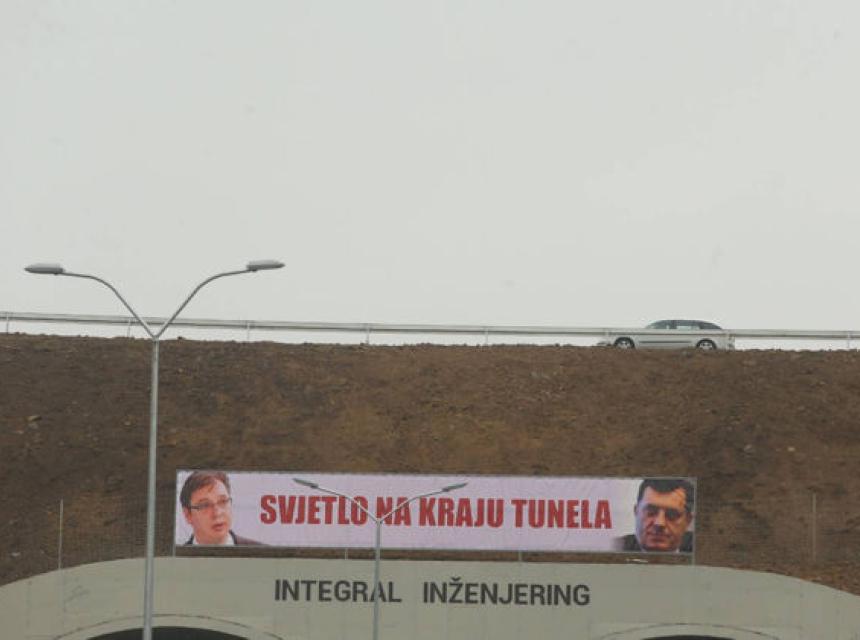 SVJETLO NA KRAJU TUNELA
INTEGRAL INŽENJERING